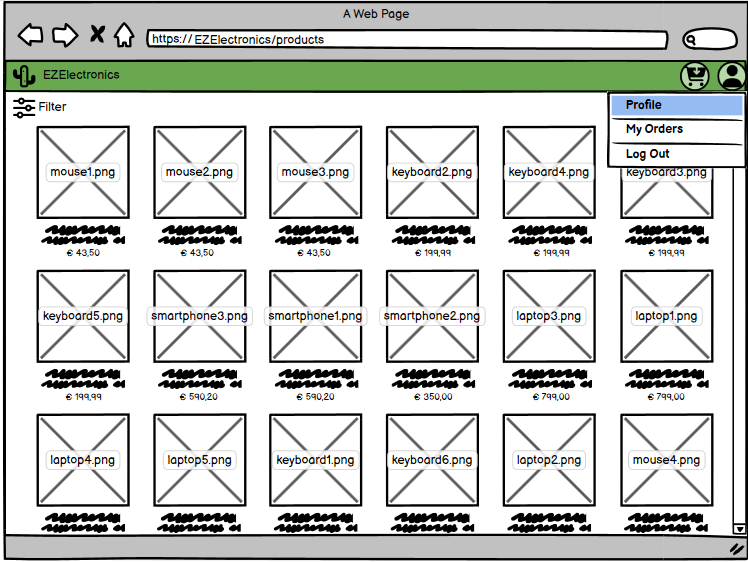 A Web Page
https:// EZElectronics/products
EZElectronics
Filter
Profile
My Orders
Log Out
mouse1.png mouse2.png mouse3.png keyboard2.png keyboard4.png keyboard3.png
€ 43,50 € 43,50 € 43,50 € 199,99 € 199,99 € 199,99
keyboard5.png smartphone3.png smartphone1.png smartphone2.png laptop3.png laptop1.png
€ 199,99 € 590,20 € 590,20 € 350,00 € 799,00 € 799,00
laptop4.png laptop5.png keyboard1.png keyboard6.png laptop2.png mouse4.png